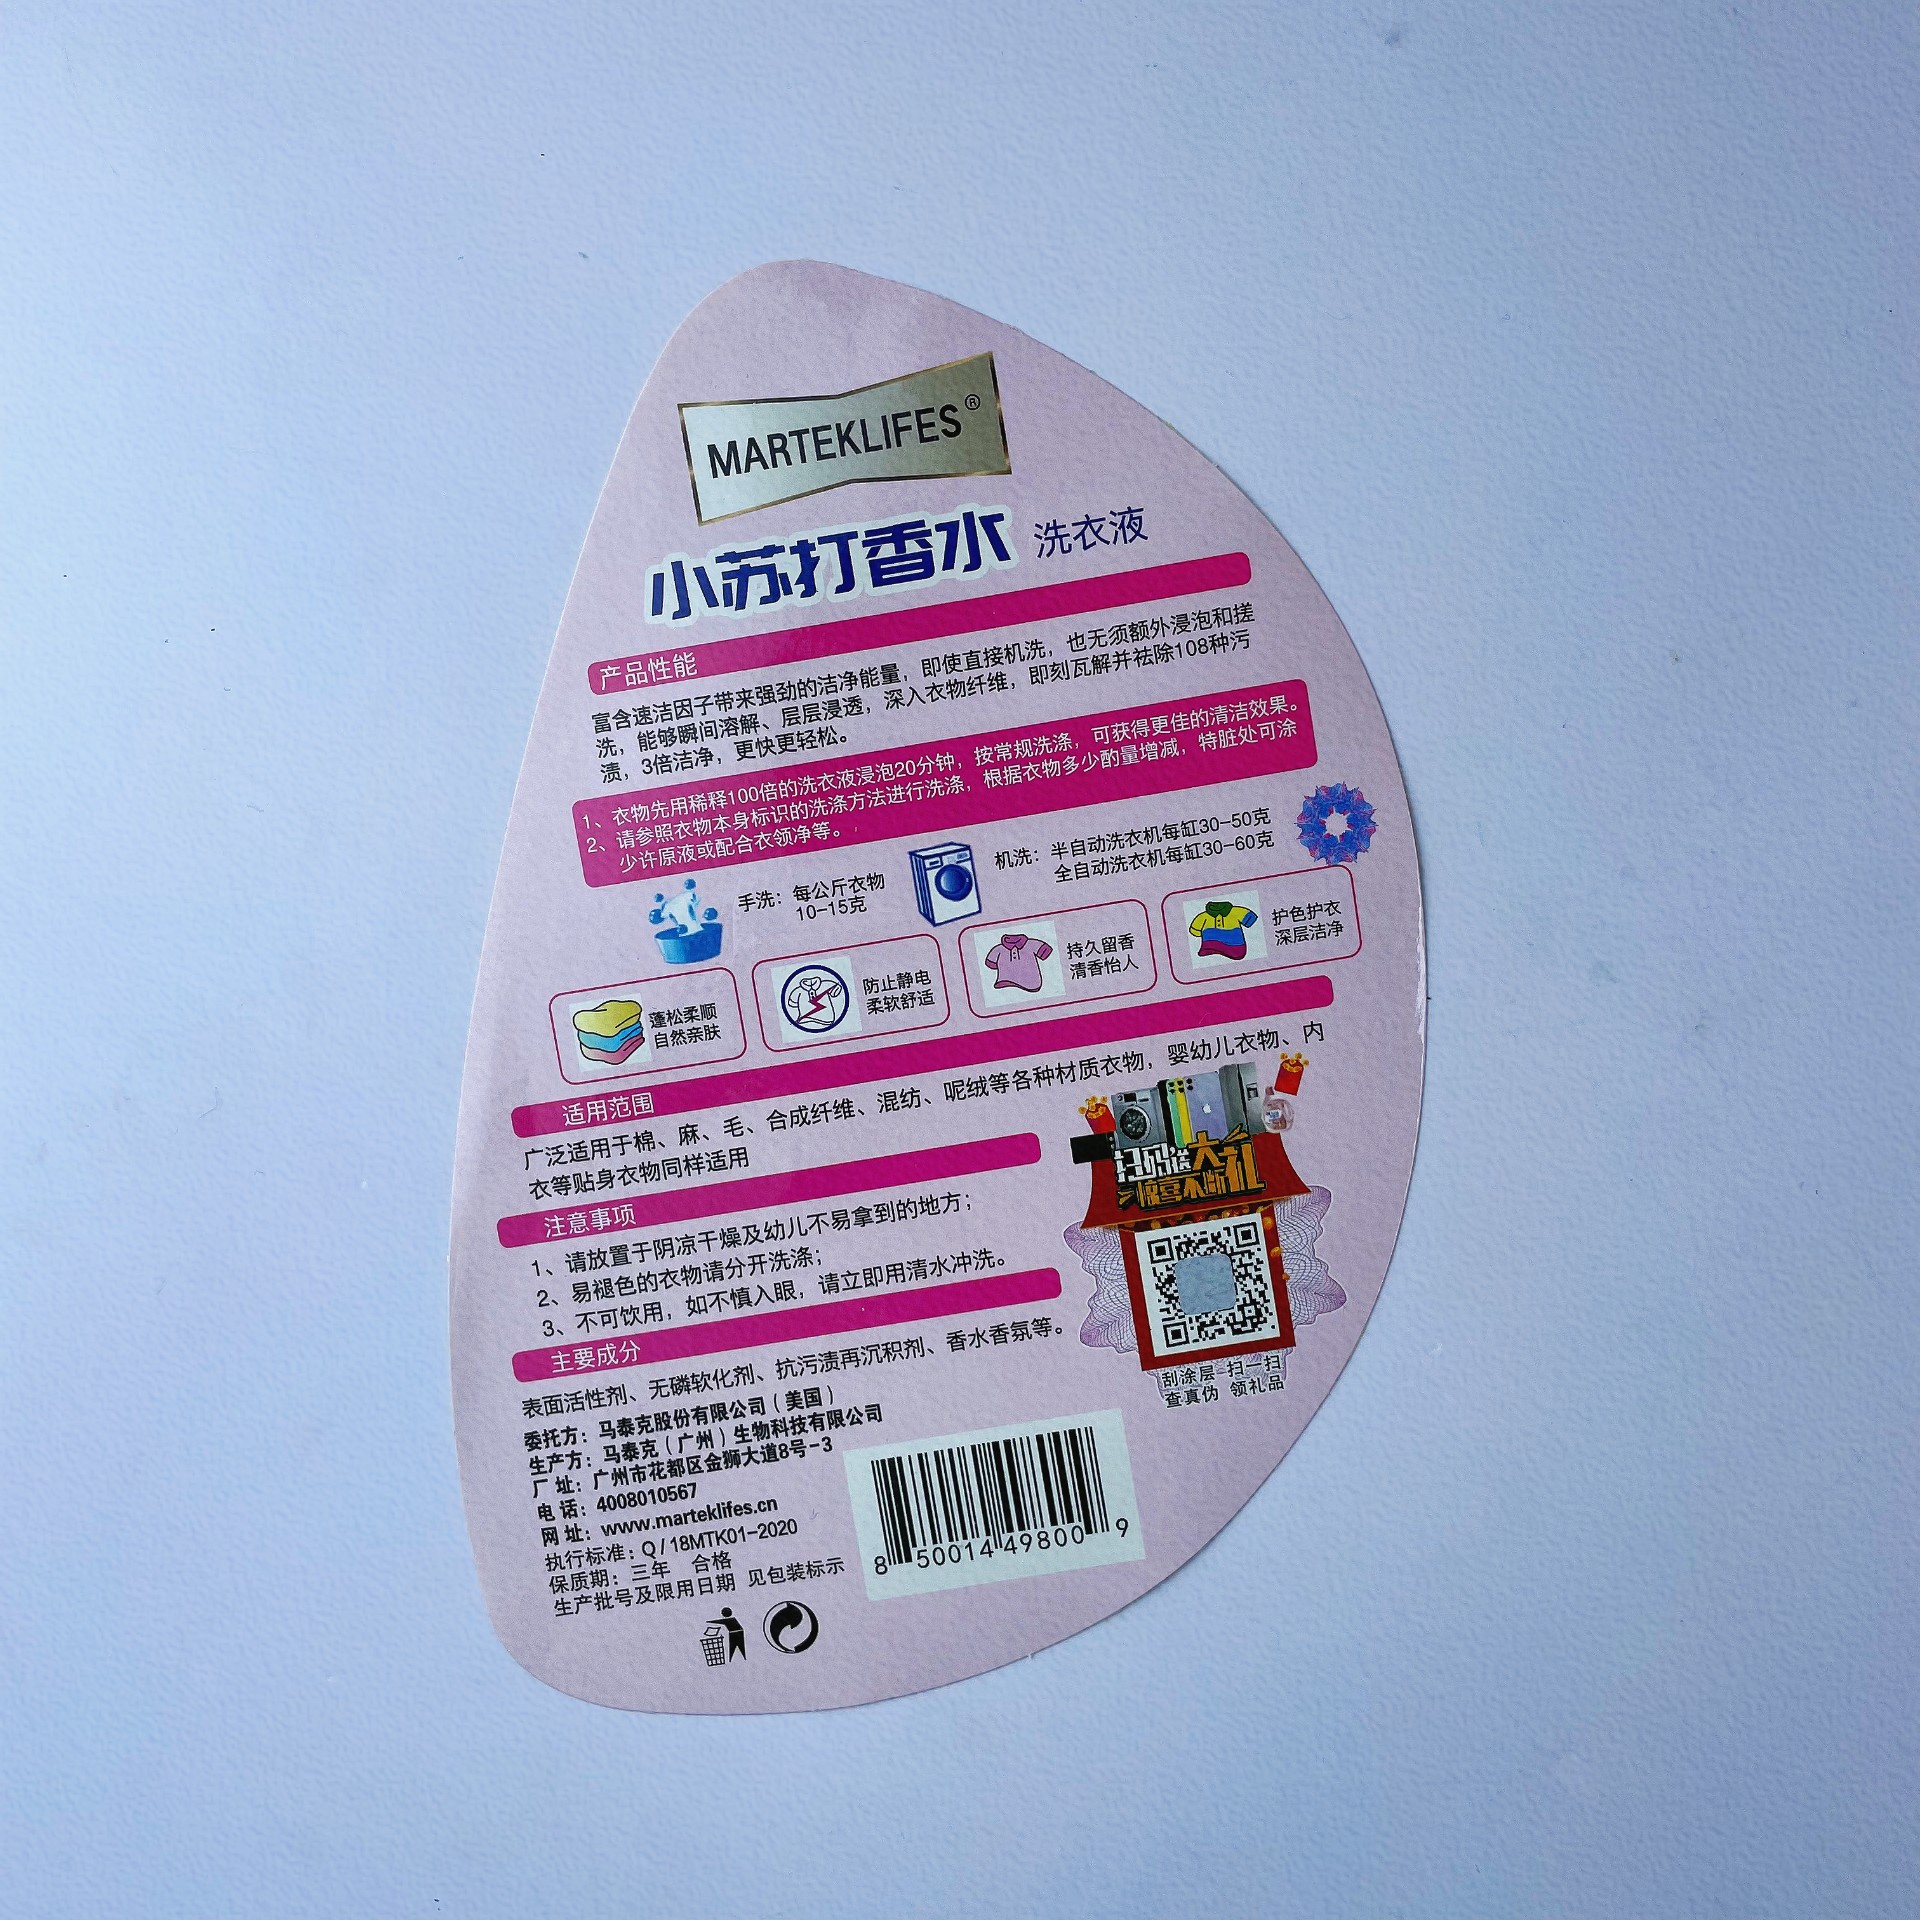 MARTEKLIFES®
小苏打香水 洗衣液
产品性能
富含速洁因子带来强劲的洁净能量，即使直接机洗，也无须额外浸泡和搓
洗，能够瞬间溶解、层层浸透，深入衣物纤维，即刻瓦解并祛除108种污
渍，3倍洁净，更快更轻松。
1、衣物先用稀释100倍的洗衣液浸泡20分钟，按常规洗涤，可获得更佳的清洁效果。
2、请参照衣物本身标识的洗涤方法进行洗涤，根据衣物多少酌量增减，特脏处可涂
少许原液或配合衣领净等。
手洗：每公斤衣物
10-15克
机洗：半自动洗衣机每缸30-50克
全自动洗衣机每缸30-60克
蓬松柔顺
自然亲肤
防止静电
柔软舒适
持久留香
清香怡人
护色护衣
深层洁净
适用范围
广泛适用于棉、麻、毛、合成纤维、混纺、呢绒等各种材质衣物，婴幼儿衣物、内
衣等贴身衣物同样适用
注意事项
1、请放置于阴凉干燥及幼儿不易拿到的地方；
2、易褪色的衣物请分开洗涤；
3、不可饮用，如不慎入眼，请立即用清水冲洗。
扫码送大礼
惊喜不断
刮涂层 扫一扫
查真伪 领礼品
主要成分
表面活性剂、无磷软化剂、抗污渍再沉积剂、香水香氛等。
委托方：马泰克股份有限公司（美国）
生产方：马泰克（广州）生物科技有限公司
厂 址：广州市花都区金狮大道8号-3
电 话：4008010567
网 址：www.marteklifes.cn
执行标准：Q/18MTK01-2020
保质期：三年 合格
生产批号及限用日期 见包装标示
8 50014 49800 9